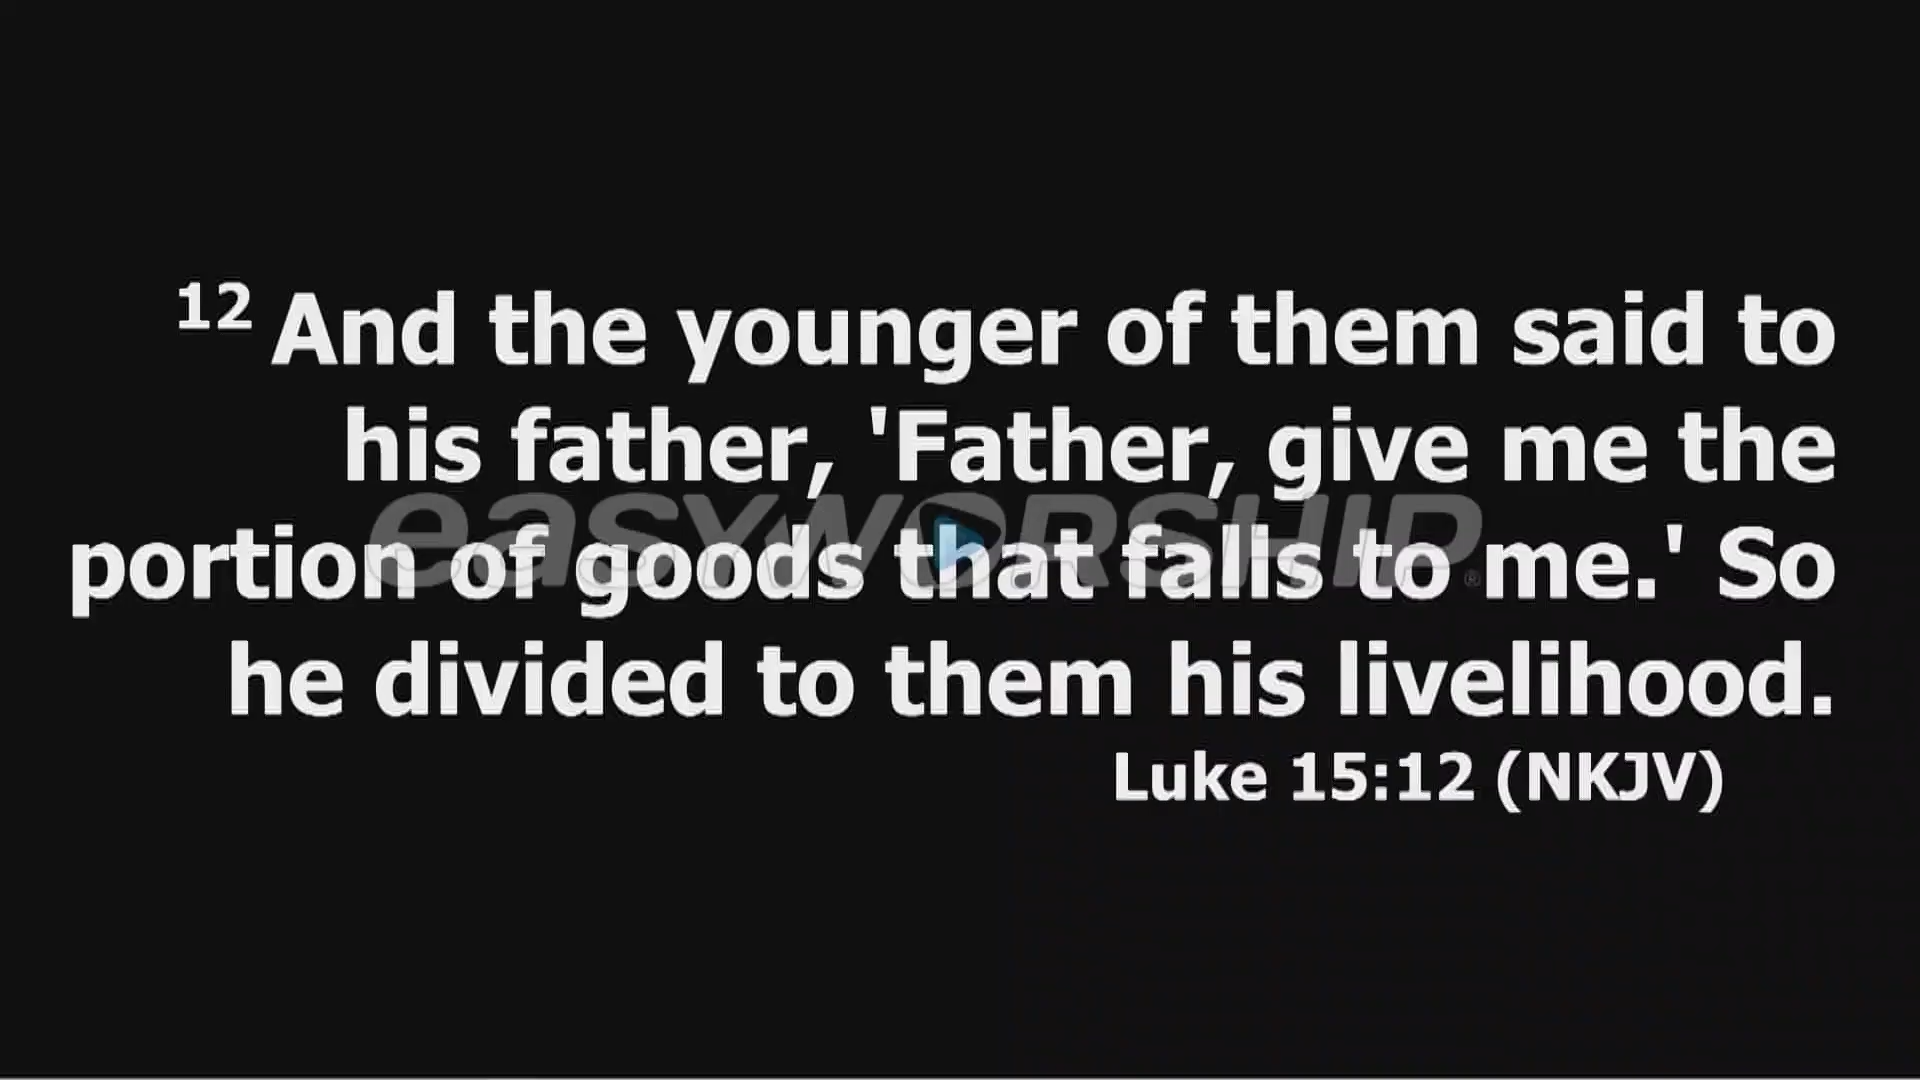 12 And the younger of them said to
his father, 'Father, give me the
portion of goods that falls to me.' So
he divided to them his livelihood.
Luke 15:12 (NKJV)
easyWORSHIP®